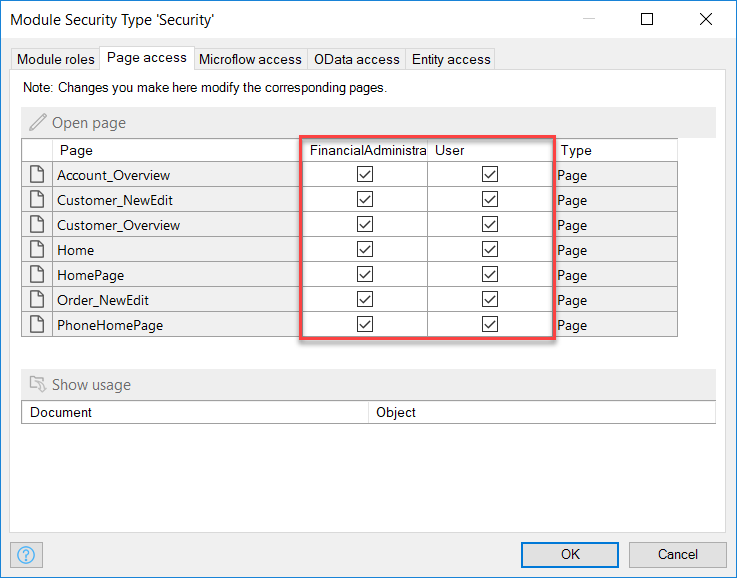 Module Security Type 'Security'
Module roles Page access Microflow access OData access Entity access
Note: Changes you make here modify the corresponding pages.
Open page
Page FinancialAdministra User Type
Account_Overview Page
Customer_NewEdit Page
Customer_Overview Page
Home Page
HomePage Page
Order_NewEdit Page
PhoneHomePage Page
Show usage
Document Object
? OK Cancel